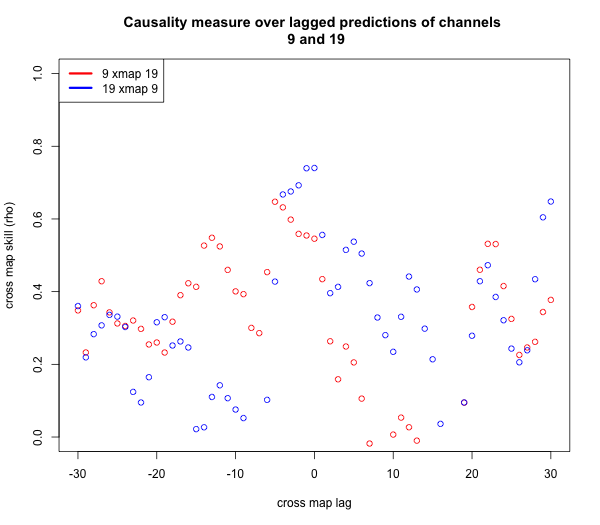 Causality measure over lagged predictions of channels
9 and 19
9 xmap 19
19 xmap 9
cross map skill (rho)
1.0
0.8
0.6
0.4
0.2
0.0
-30 -20 -10 0 10 20 30
cross map lag